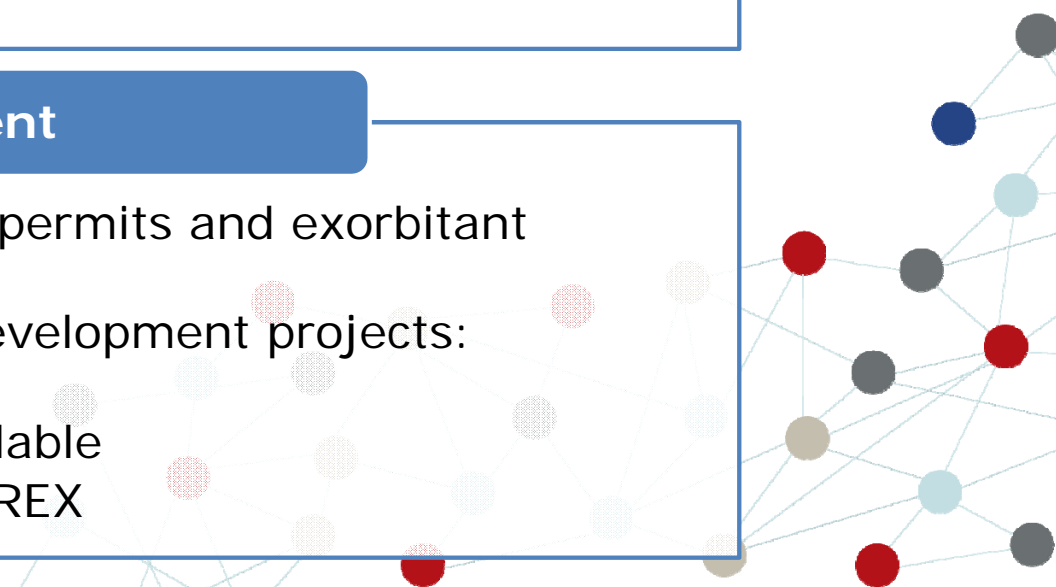 ent
permits and exorbitant
evelopment projects:
lable
REX